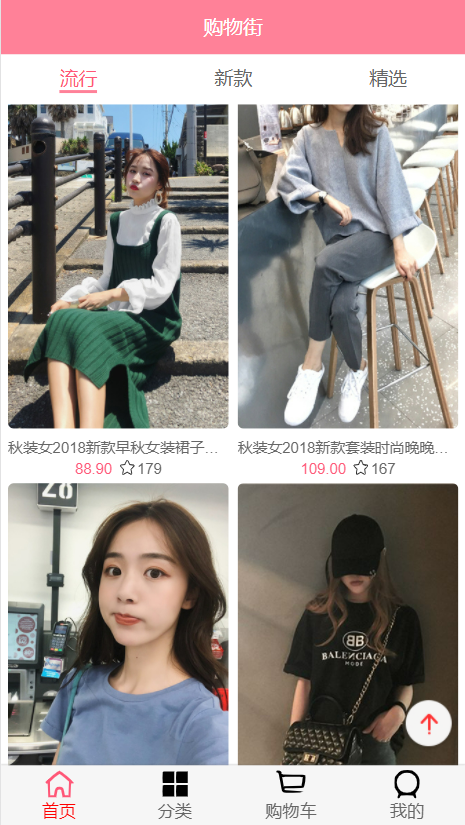 购物街
流行 新款 精选
秋装女2018新款早秋女装裙子…
88.90 179
秋装女2018新款套装时尚晚晚…
109.00 167
28
BB
BALENCIAGA
MODE
首页 分类 购物车 我的